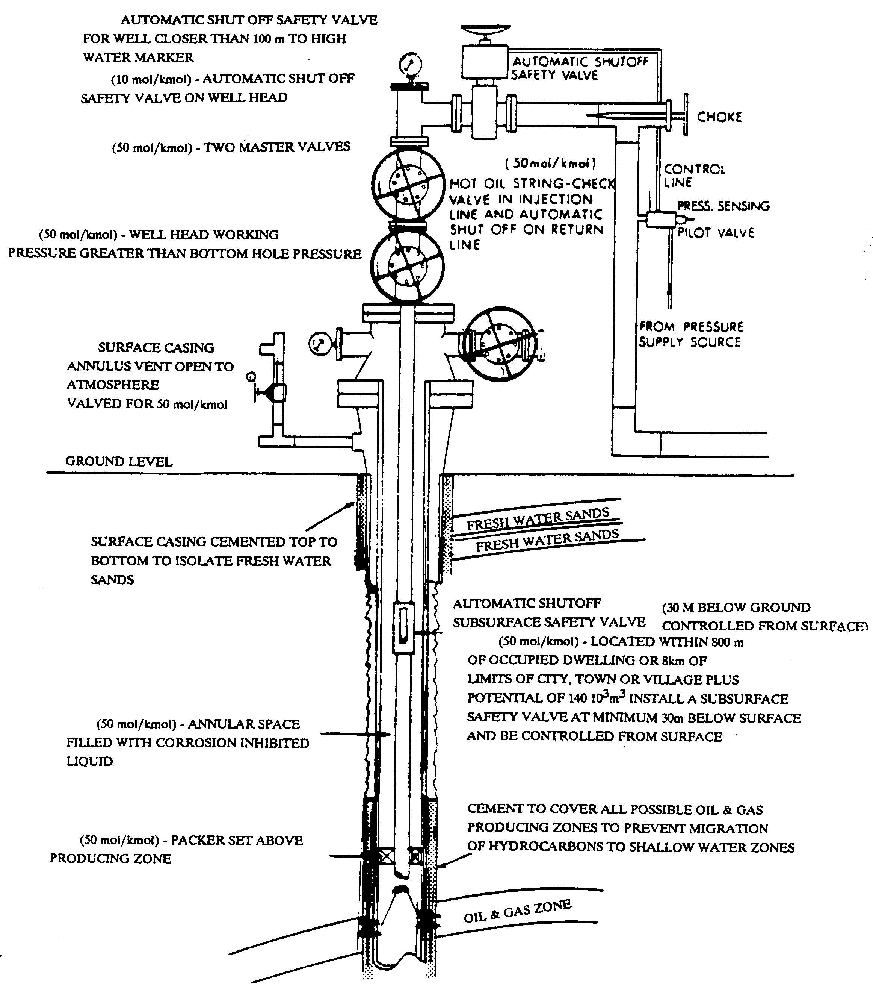 AUTOMATIC SHUT OFF SAFETY VALVE
FOR WELL CLOSER THAN 100 m TO HIGH
WATER MARKER
(10 mol/kmol) - AUTOMATIC SHUT OFF
SAFETY VALVE ON WELL HEAD
AUTOMATIC SHUTOFF
SAFETY VALVE
CHOKE
(50 mol/kmol) - TWO MASTER VALVES
(50mol/kmol)
HOT OIL STRING-CHECK
VALVE IN INJECTION
LINE AND AUTOMATIC
SHUT OFF ON RETURN
LINE
CONTROL
LINE
PRESS. SENSING
PILOT VALVE
(50 mol/kmol) - WELL HEAD WORKING
PRESSURE GREATER THAN BOTTOM HOLE PRESSURE
FROM PRESSURE
SUPPLY SOURCE
SURFACE CASING
ANNULUS VENT OPEN TO
ATMOSPHERE
VALVED FOR 50 mol/kmol
GROUND LEVEL
FRESH WATER SANDS
FRESH WATER SANDS
SURFACE CASING CEMENTED TOP TO
BOTTOM TO ISOLATE FRESH WATER
SANDS
AUTOMATIC SHUTOFF
SUBSURFACE SAFETY VALVE
(30 M BELOW GROUND
CONTROLLED FROM SURFACE)
(50 mol/kmol) - LOCATED WITHIN 800 m
OF OCCUPIED DWELLING OR 8km OF
LIMITS OF CITY, TOWN OR VILLAGE PLUS
POTENTIAL OF 140 10³m³ INSTALL A SUBSURFACE
SAFETY VALVE AT MINIMUM 30m BELOW SURFACE
AND BE CONTROLLED FROM SURFACE
(50 mol/kmol) - ANNULAR SPACE
FILLED WITH CORROSION INHIBITED
LIQUID
CEMENT TO COVER ALL POSSIBLE OIL & GAS
PRODUCING ZONES TO PREVENT MIGRATION
OF HYDROCARBONS TO SHALLOW WATER ZONES
(50 mol/kmol) - PACKER SET ABOVE
PRODUCING ZONE
OIL & GAS ZONE